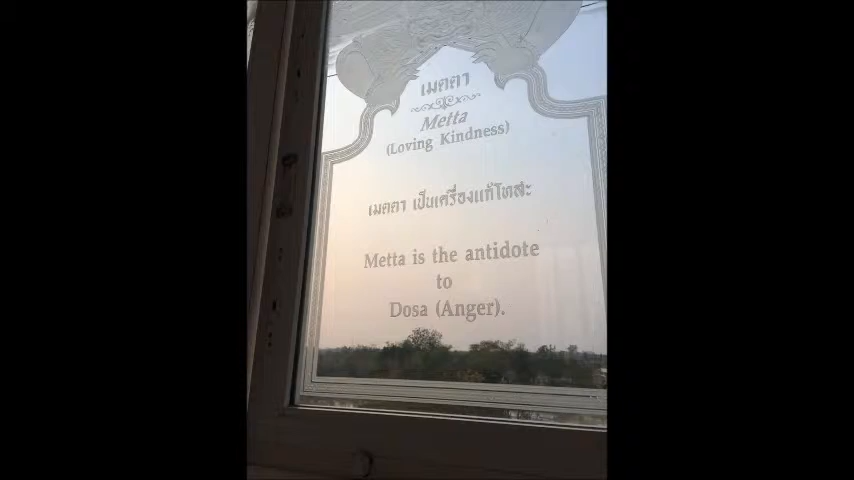 เมตตา
Metta
(Loving Kindness)
เมตตา เป็นเครื่องแก้โทสะ
Metta is the antidote
to
Dosa (Anger).